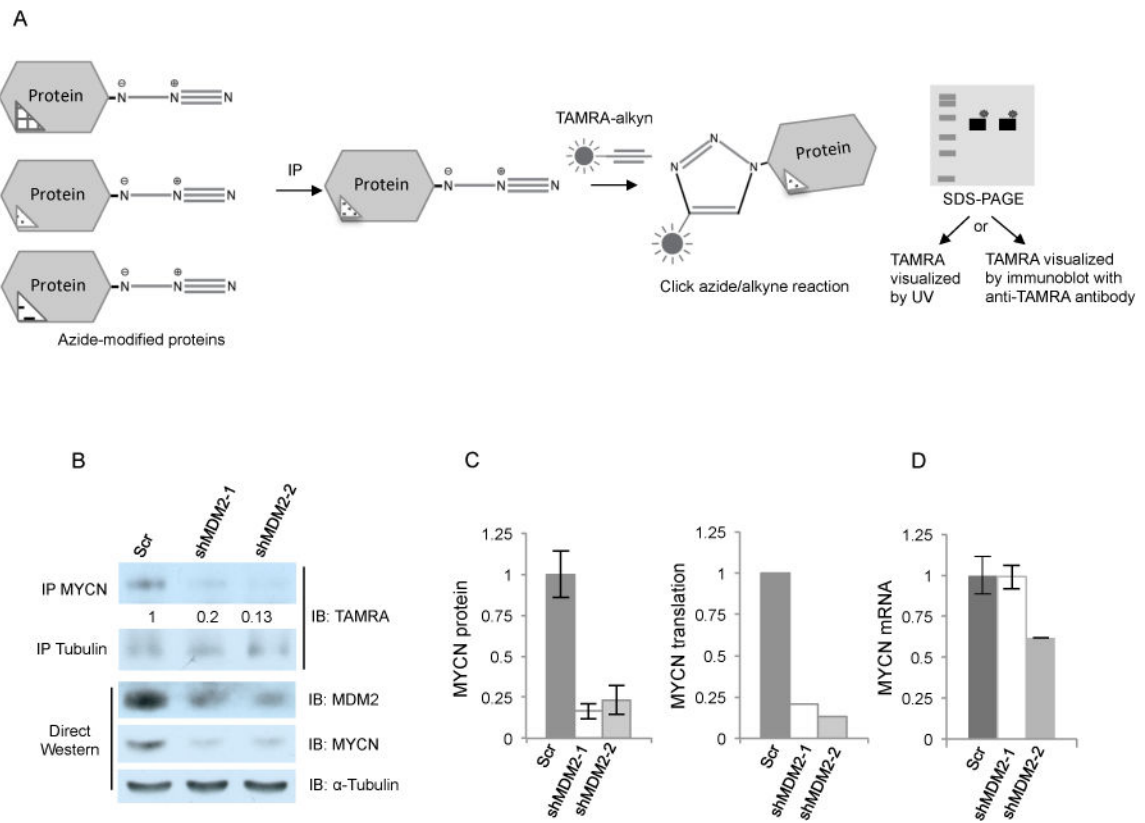 A
Protein
N
⊖
N
⊕
N
Protein
N
⊖
N
⊕
N
Protein
N
⊖
N
⊕
N
Azide-modified proteins
IP
Protein
N
⊖
N
⊕
N
TAMRA-alkyn
N
N
N
Protein
Click azide/alkyne reaction
SDS-PAGE
or
TAMRA
visualized
by UV
TAMRA visualized
by immunoblot with
anti-TAMRA antibody
B
Scr
shMDM2-1
shMDM2-2
IP MYCN
1 0.2 0.13
IB: TAMRA
IP Tubulin
Direct
Western
IB: MDM2
IB: MYCN
IB: α-Tubulin
C
MYCN protein
1.25
1
0.75
0.5
0.25
0
Scr
shMDM2-1
shMDM2-2
MYCN translation
1.25
1
0.75
0.5
0.25
0
Scr
shMDM2-1
shMDM2-2
D
MYCN mRNA
1.25
1
0.75
0.5
0.25
0
Scr
shMDM2-1
shMDM2-2